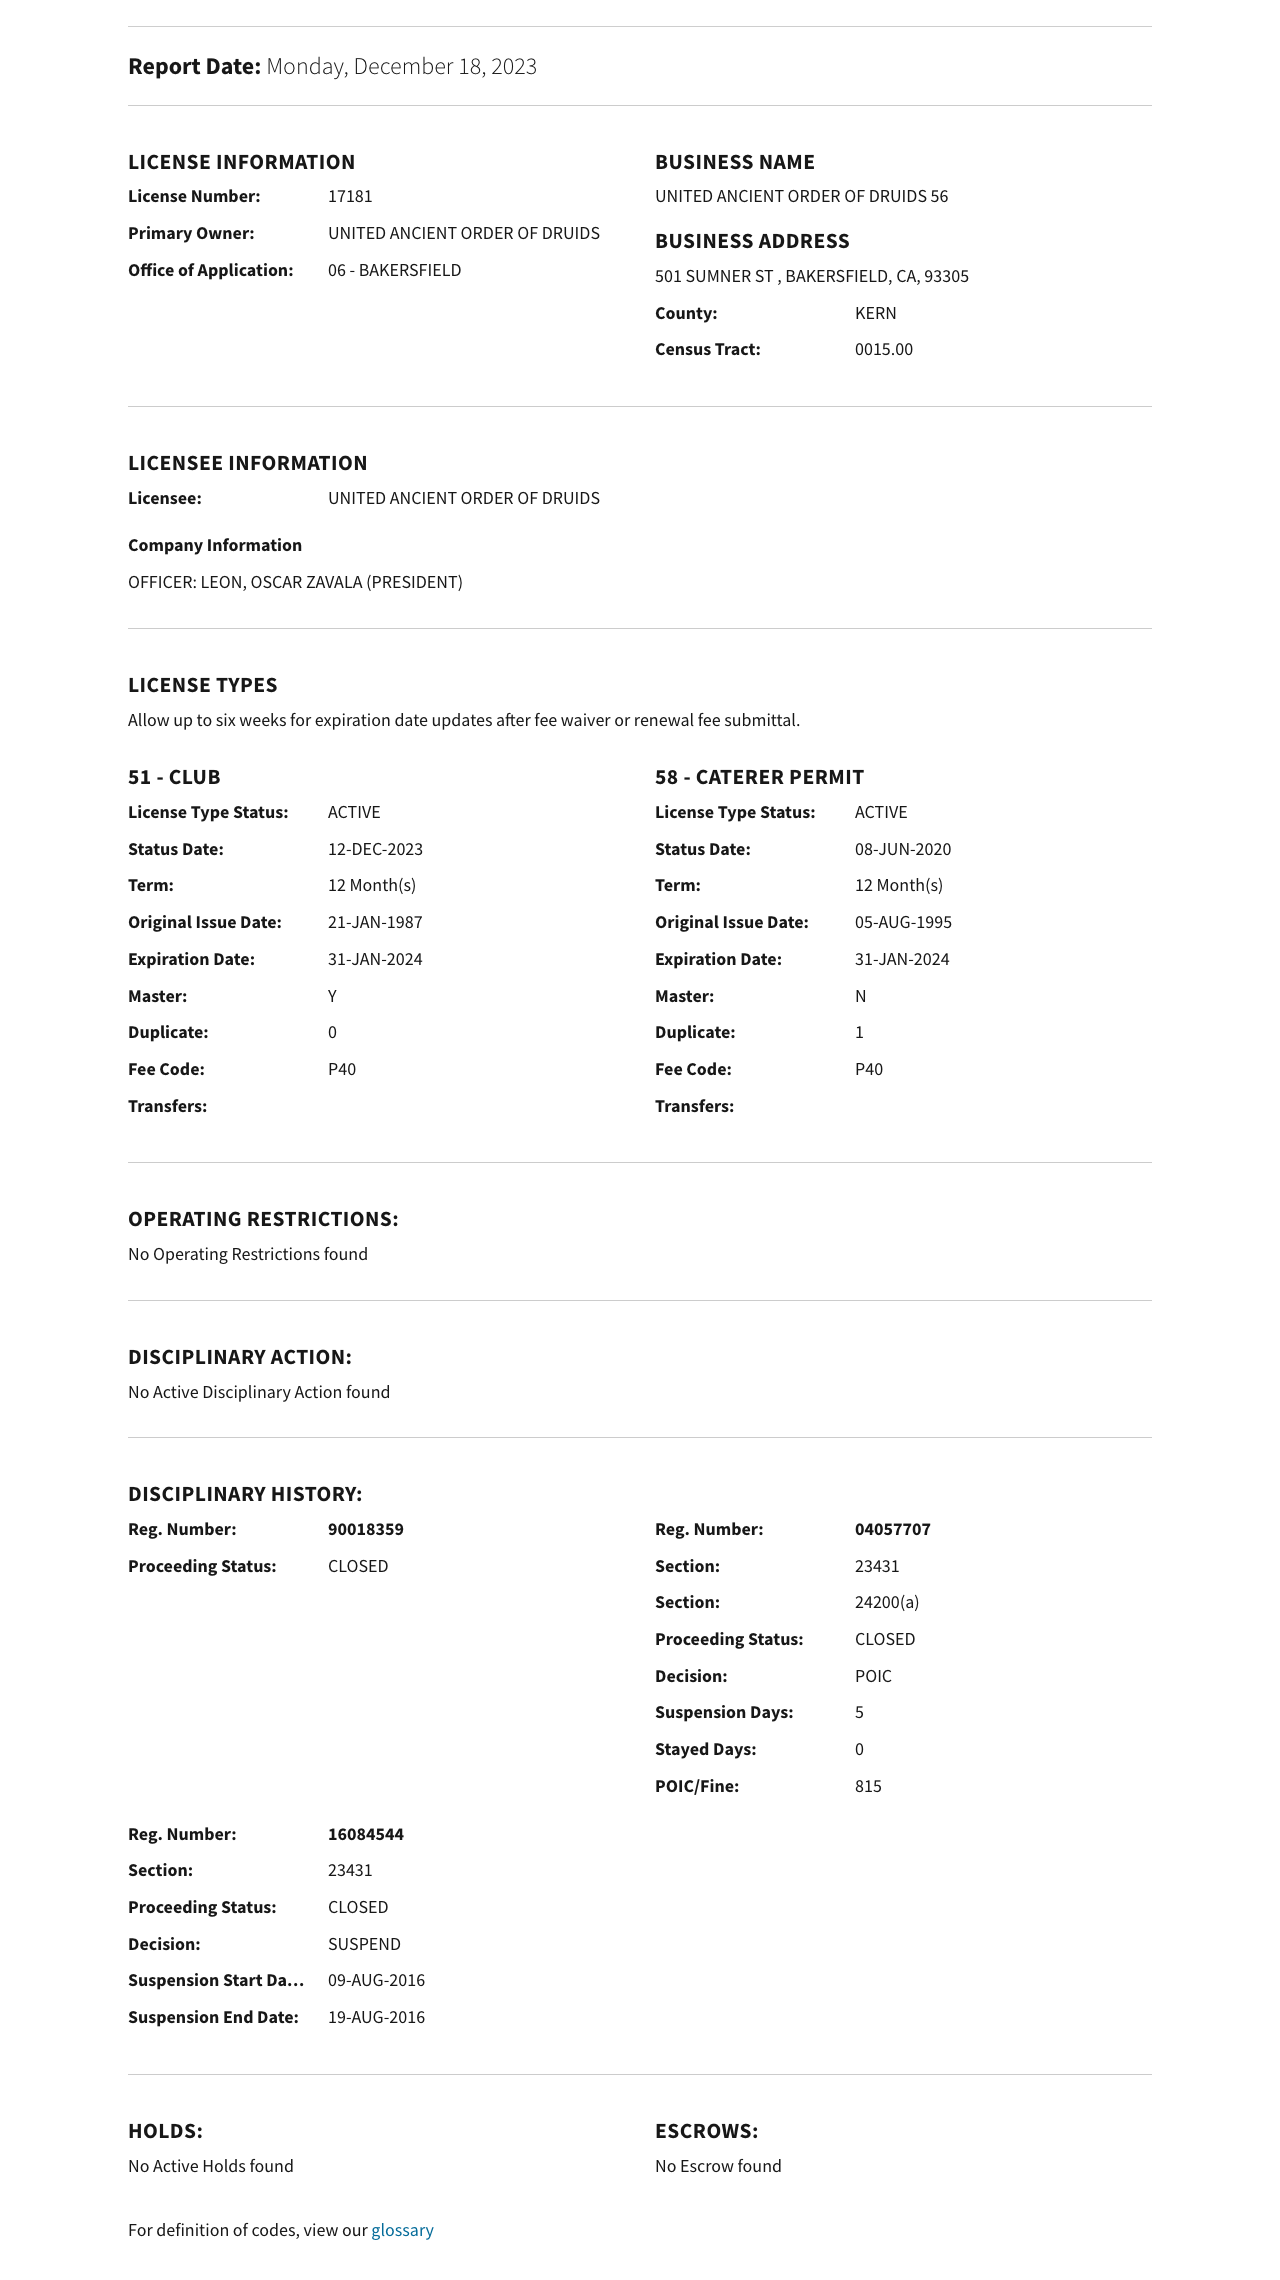 Report Date: Monday, December 18, 2023
LICENSE INFORMATION
License Number: 17181
Primary Owner: UNITED ANCIENT ORDER OF DRUIDS
Office of Application: 06 - BAKERSFIELD
BUSINESS NAME
UNITED ANCIENT ORDER OF DRUIDS 56
BUSINESS ADDRESS
501 SUMNER ST , BAKERSFIELD, CA, 93305
County: KERN
Census Tract: 0015.00
LICENSEE INFORMATION
Licensee: UNITED ANCIENT ORDER OF DRUIDS
Company Information
OFFICER: LEON, OSCAR ZAVALA (PRESIDENT)
LICENSE TYPES
Allow up to six weeks for expiration date updates after fee waiver or renewal fee submittal.
51 - CLUB
License Type Status: ACTIVE
Status Date: 12-DEC-2023
Term: 12 Month(s)
Original Issue Date: 21-JAN-1987
Expiration Date: 31-JAN-2024
Master: Y
Duplicate: 0
Fee Code: P40
Transfers:
58 - CATERER PERMIT
License Type Status: ACTIVE
Status Date: 08-JUN-2020
Term: 12 Month(s)
Original Issue Date: 05-AUG-1995
Expiration Date: 31-JAN-2024
Master: N
Duplicate: 1
Fee Code: P40
Transfers:
OPERATING RESTRICTIONS:
No Operating Restrictions found
DISCIPLINARY ACTION:
No Active Disciplinary Action found
DISCIPLINARY HISTORY:
Reg. Number: 90018359
Proceeding Status: CLOSED
Reg. Number: 04057707
Section: 23431
Section: 24200(a)
Proceeding Status: CLOSED
Decision: POIC
Suspension Days: 5
Stayed Days: 0
POIC/Fine: 815
Reg. Number: 16084544
Section: 23431
Proceeding Status: CLOSED
Decision: SUSPEND
Suspension Start Da... 09-AUG-2016
Suspension End Date: 19-AUG-2016
HOLDS:
No Active Holds found
ESCROWS:
No Escrow found
For definition of codes, view our glossary